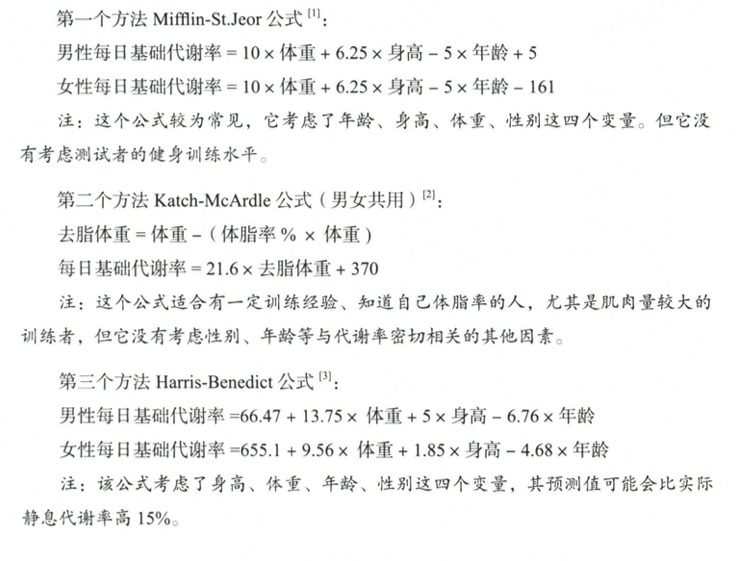 第一个方法 Mifflin-St.Jeor 公式 [1]：
男性每日基础代谢率 = 10 × 体重 + 6.25 × 身高 − 5 × 年龄 + 5
女性每日基础代谢率 = 10 × 体重 + 6.25 × 身高 − 5 × 年龄 − 161
注：这个公式较为常见，它考虑了年龄、身高、体重、性别这四个变量。但它没
有考虑测试者的健身训练水平。
第二个方法 Katch-McArdle 公式（男女共用）[2]：
去脂体重 = 体重 −（体脂率 % × 体重）
每日基础代谢率 = 21.6 × 去脂体重 + 370
注：这个公式适合有一定训练经验、知道自己体脂率的人，尤其是肌肉量较大的
训练者，但它没有考虑性别、年龄等与代谢率密切相关的其他因素。
第三个方法 Harris-Benedict 公式 [3]：
男性每日基础代谢率 =66.47 + 13.75 × 体重 + 5 × 身高 − 6.76 × 年龄
女性每日基础代谢率 =655.1 + 9.56 × 体重 + 1.85 × 身高 − 4.68 × 年龄
注：该公式考虑了身高、体重、年龄、性别这四个变量，其预测值可能会比实际
静息代谢率高 15%。